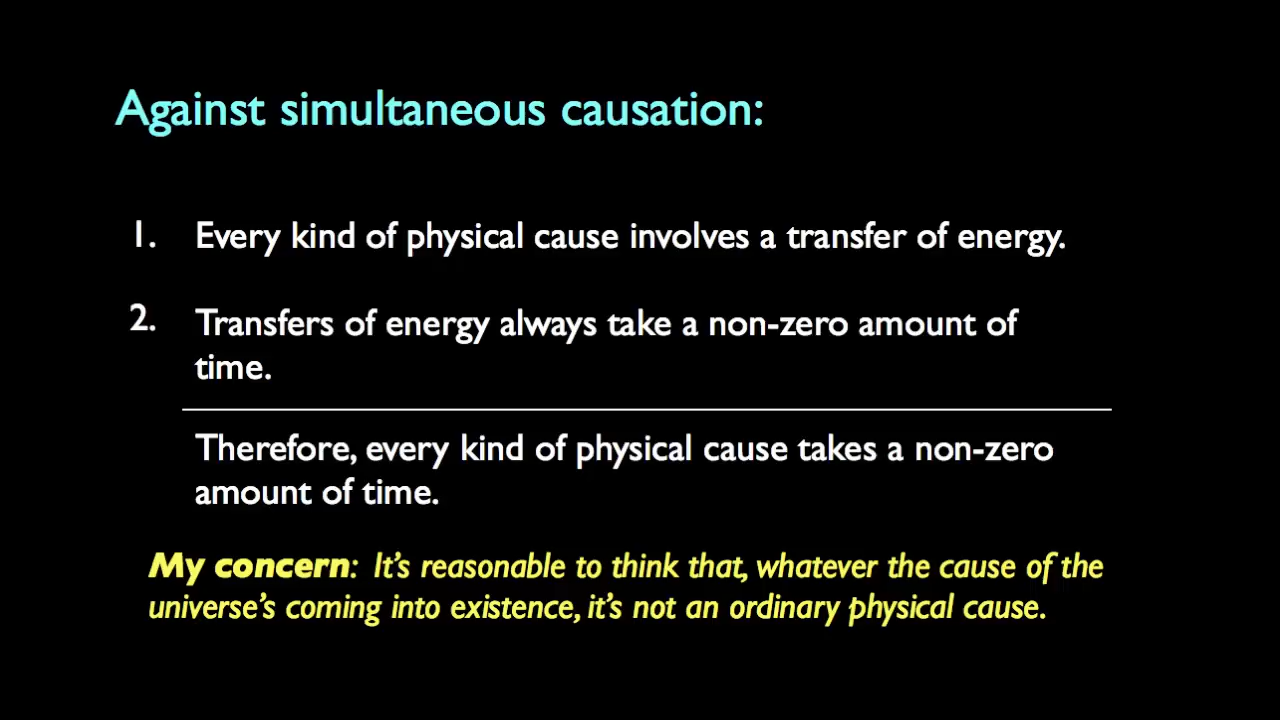 Against simultaneous causation:
1. Every kind of physical cause involves a transfer of energy.
2. Transfers of energy always take a non-zero amount of
time.
Therefore, every kind of physical cause takes a non-zero
amount of time.
My concern: It's reasonable to think that, whatever the cause of the
universe's coming into existence, it's not an ordinary physical cause.